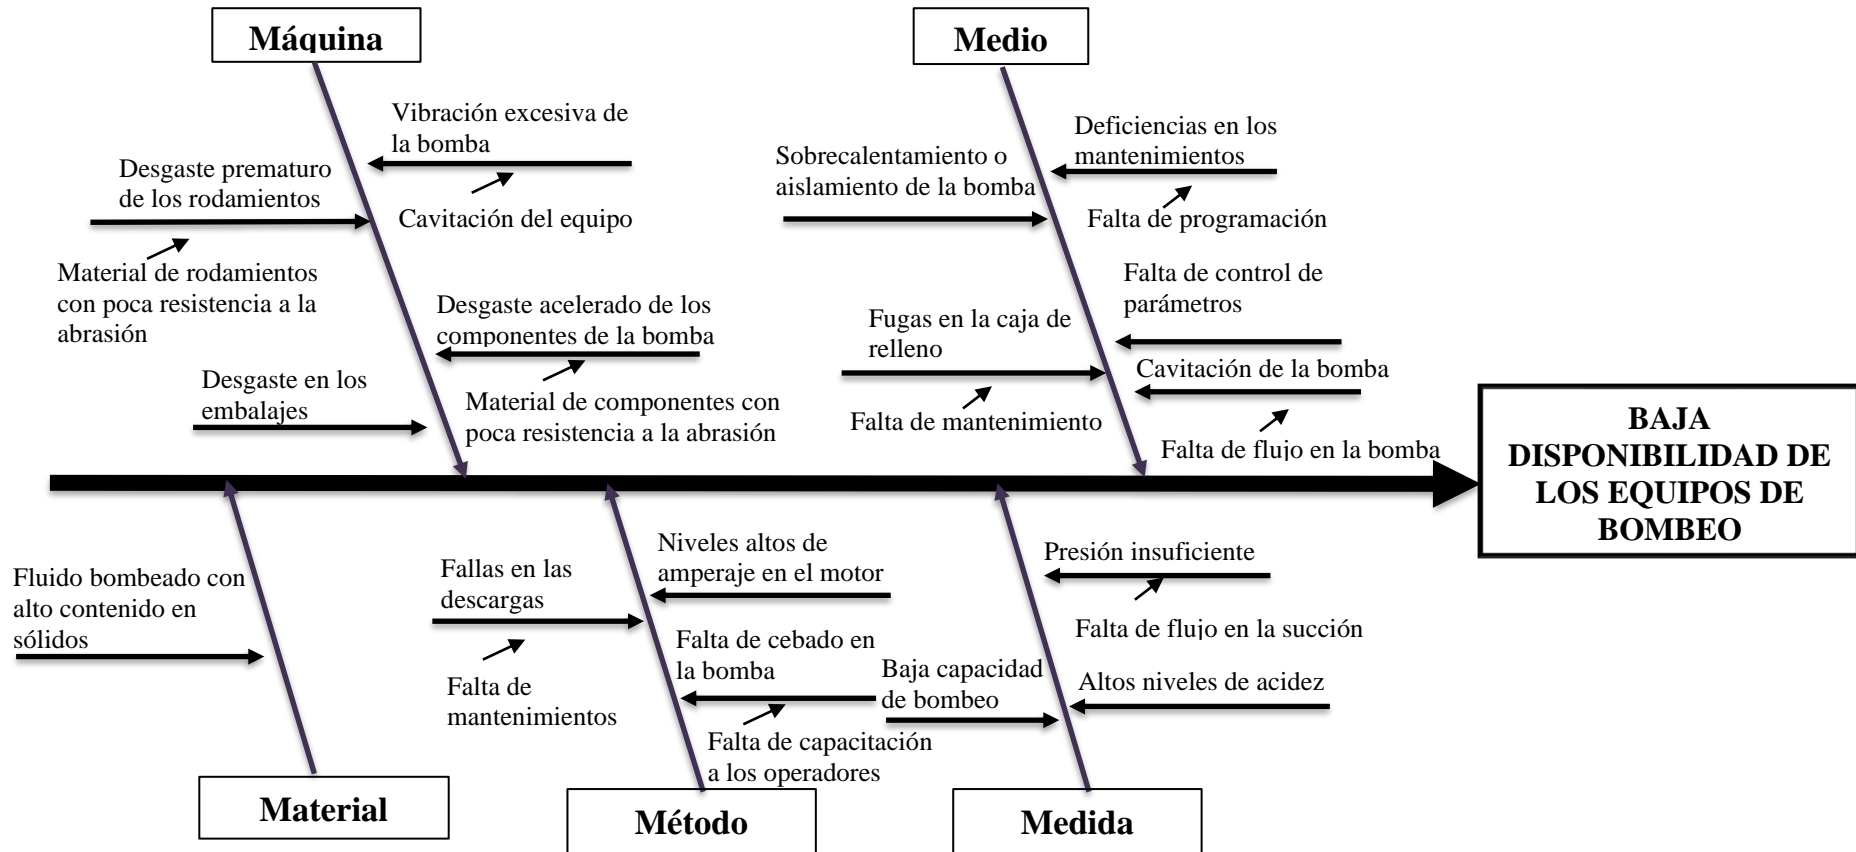 Máquina
Medio
Vibración excesiva de
la bomba
Cavitación del equipo
Desgaste prematuro
de los rodamientos
Material de rodamientos
con poca resistencia a la
abrasión
Desgaste acelerado de los
componentes de la bomba
Material de componentes con
poca resistencia a la abrasión
Desgaste en los
embalajes
Sobrecalentamiento o
aislamiento de la bomba
Deficiencias en los
mantenimientos
Falta de programación
Falta de control de
parámetros
Fugas en la caja de
relleno
Falta de mantenimiento
Cavitación de la bomba
Falta de flujo en la bomba
BAJA
DISPONIBILIDAD DE
LOS EQUIPOS DE
BOMBEO
Fluido bombeado con
alto contenido en
sólidos
Fallas en las
descargas
Falta de
mantenimientos
Niveles altos de
amperaje en el motor
Falta de cebado en
la bomba
Falta de capacitación
a los operadores
Presión insuficiente
Falta de flujo en la succión
Baja capacidad
de bombeo
Altos niveles de acidez
Material
Método
Medida